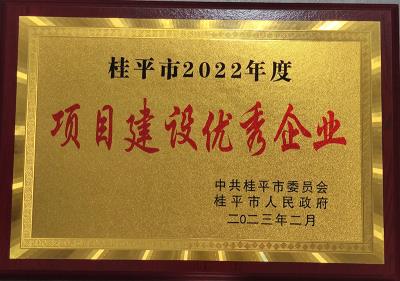 桂平市2022年度
项目建设优秀企业
中共桂平市委员会
桂平市人民政府
二0二三年二月